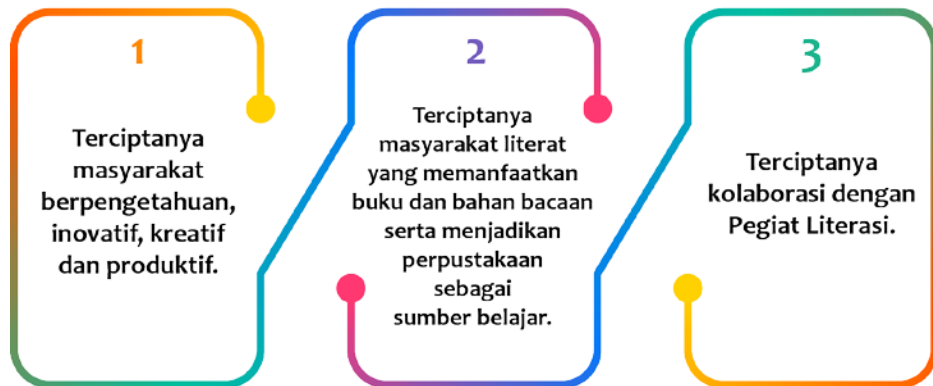 1
Terciptanya
masyarakat
berpengetahuan,
inovatif, kreatif
dan produktif.
2
Terciptanya
masyarakat literat
yang memanfaatkan
buku dan bahan bacaan
serta menjadikan
perpustakaan
sebagai
sumber belajar.
3
Terciptanya
kolaborasi dengan
Pegiat Literasi.